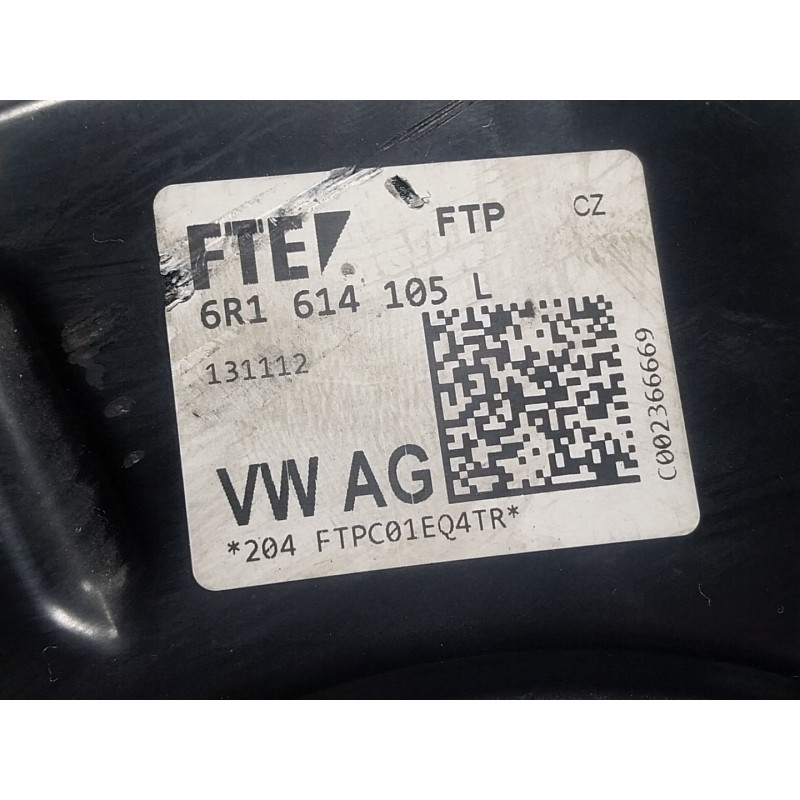 FTE FTP CZ
6R1 614 105 L
131112
C002366669
VW AG
*204 FTPC01EQ4TR*